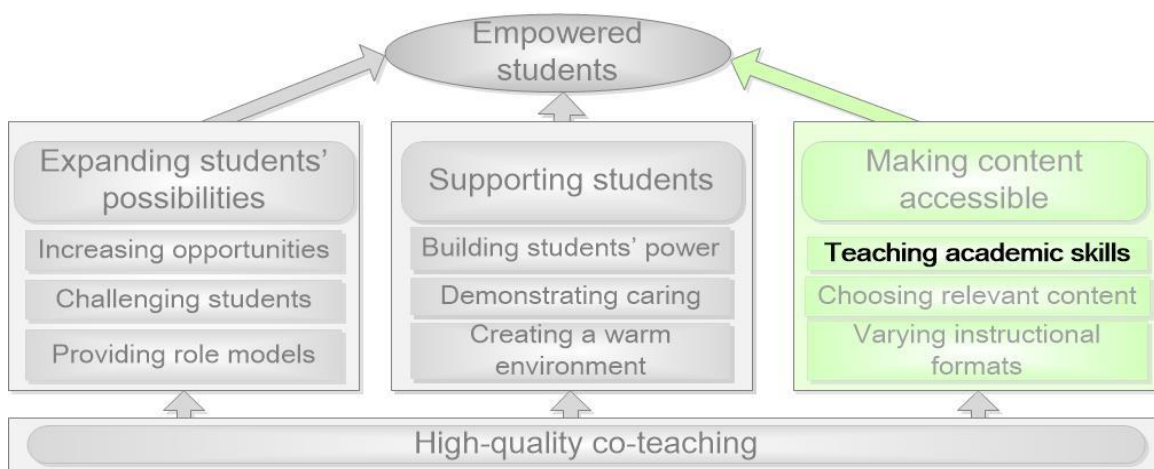 Empowered
students
Expanding students’
possibilities
Increasing opportunities
Challenging students
Providing role models
Supporting students
Building students’ power
Demonstrating caring
Creating a warm
environment
Making content
accessible
Teaching academic skills
Choosing relevant content
Varying instructional
formats
High-quality co-teaching